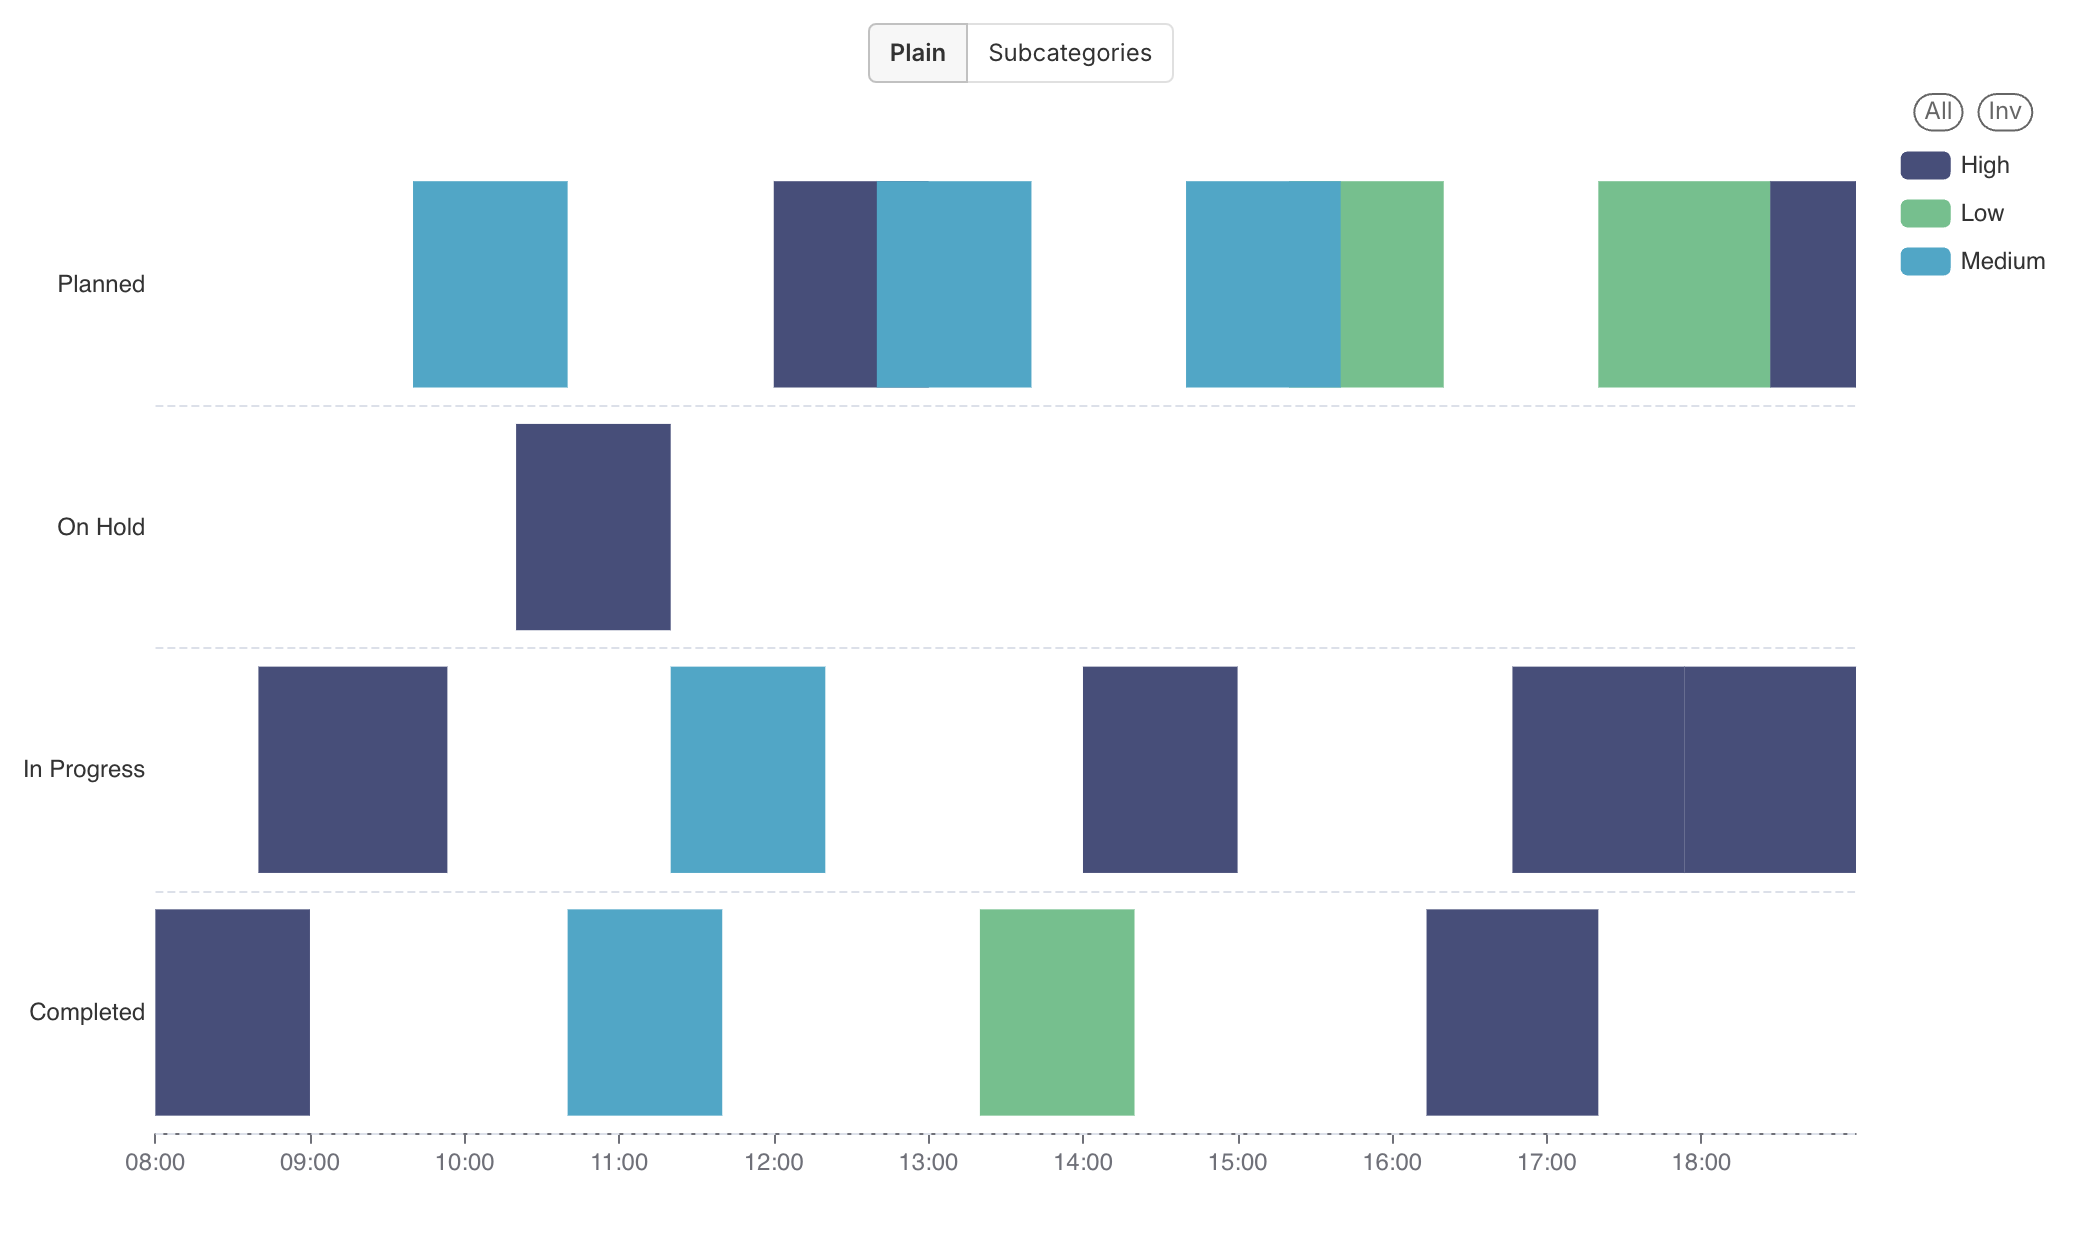 Plain Subcategories
All Inv
High
Low
Medium
Planned
On Hold
In Progress
Completed
08:00 09:00 10:00 11:00 12:00 13:00 14:00 15:00 16:00 17:00 18:00